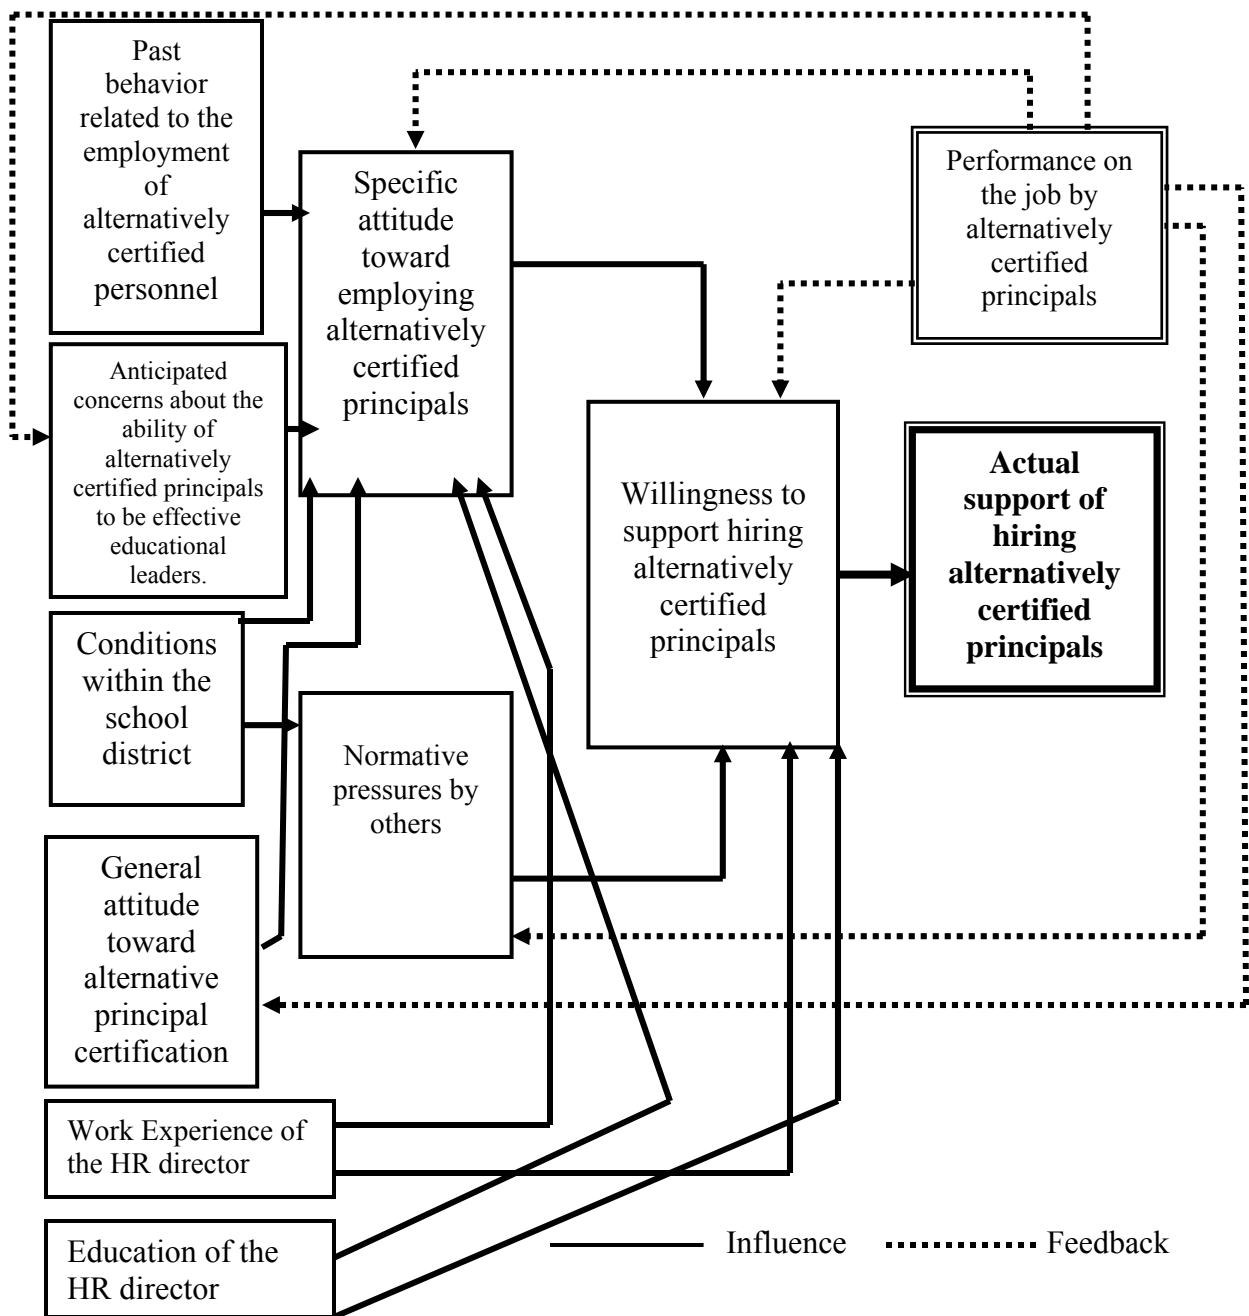 Past
behavior
related to the
employment
of
alternatively
certified
personnel
Specific
attitude
toward
employing
alternatively
certified
principals
Performance on
the job by
alternatively
certified
principals
Anticipated
concerns about the
ability of
alternatively
certified principals
to be effective
educational
leaders.
Willingness to
support hiring
alternatively
certified
principals
Actual
support of
hiring
alternatively
certified
principals
Conditions
within the
school
district
Normative
pressures by
others
General
attitude
toward
alternative
principal
certification
Work Experience of
the HR director
Education of the
HR director
Influence
Feedback